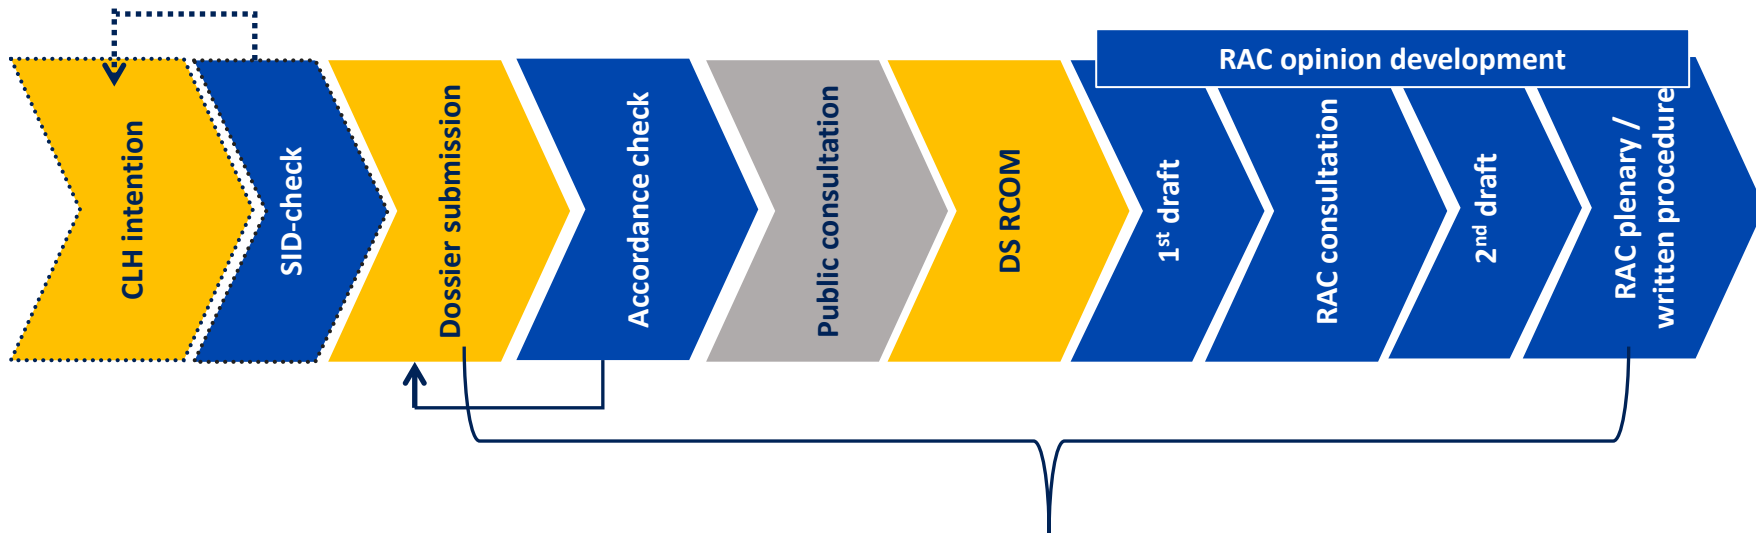 RAC opinion development
CLH intention
SID-check
Dossier submission
Accordance check
Public consultation
DS RCOM
1st draft
RAC consultation
2nd draft
RAC plenary /
written procedure